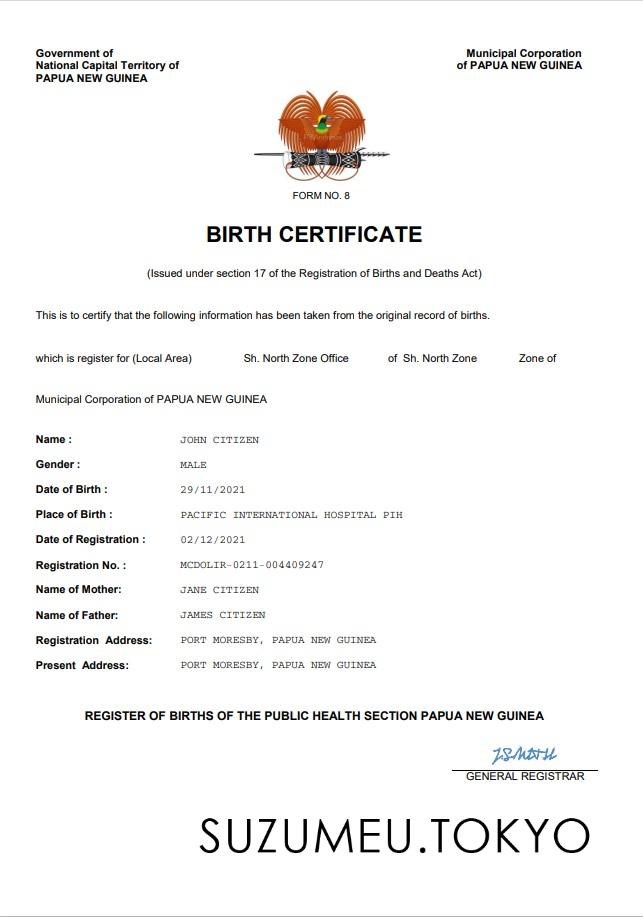 Government of
National Capital Territory of
PAPUA NEW GUINEA
Municipal Corporation
of PAPUA NEW GUINEA
FORM NO. 8
BIRTH CERTIFICATE
(Issued under section 17 of the Registration of Births and Deaths Act)
This is to certify that the following information has been taken from the original record of births.
which is register for (Local Area) Sh. North Zone Office of Sh. North Zone Zone of
Municipal Corporation of PAPUA NEW GUINEA
Name : JOHN CITIZEN
Gender : MALE
Date of Birth : 29/11/2021
Place of Birth : PACIFIC INTERNATIONAL HOSPITAL PIH
Date of Registration : 02/12/2021
Registration No. : MCDOLIR-0211-004409247
Name of Mother: JANE CITIZEN
Name of Father: JAMES CITIZEN
Registration Address: PORT MORESBY, PAPUA NEW GUINEA
Present Address: PORT MORESBY, PAPUA NEW GUINEA
REGISTER OF BIRTHS OF THE PUBLIC HEALTH SECTION PAPUA NEW GUINEA
GENERAL REGISTRAR
SUZUMEU.TOKYO